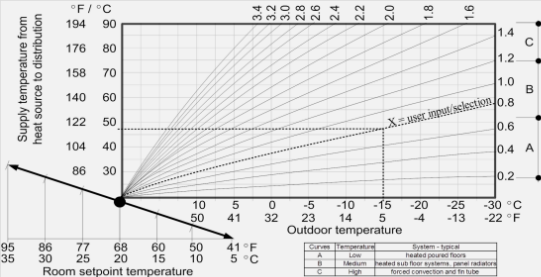 °F / °C
Supply temperature from
heat source to distribution
194 90
176 80
158 70
140 60
122 50
104 40
86 30
3.4 3.2 3.0 2.8 2.6 2.4 2.2 2.0 1.8 1.6
1.4
1.2
1.0
0.8
0.6
0.4
0.2
C
B
A
X = user input/selection
10 5 0 -5 -10 -15 -20 -25 -30 °C
50 41 32 23 14 5 -4 -13 -22 °F
Outdoor temperature
95 86 77 68 60 50 41 °F
35 30 25 20 15 10 5 °C
Room setpoint temperature
Curves Temperature System - typical
A Low heated poured floors
B Medium heated sub floor systems, panel radiators
C High forced convection and fin tube